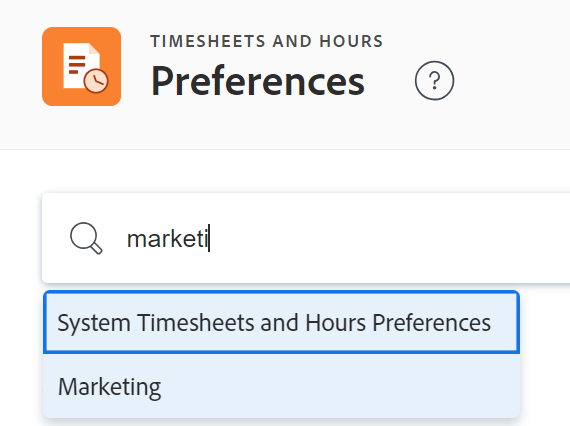 TIMESHEETS AND HOURS
Preferences
?
marketi
System Timesheets and Hours Preferences
Marketing